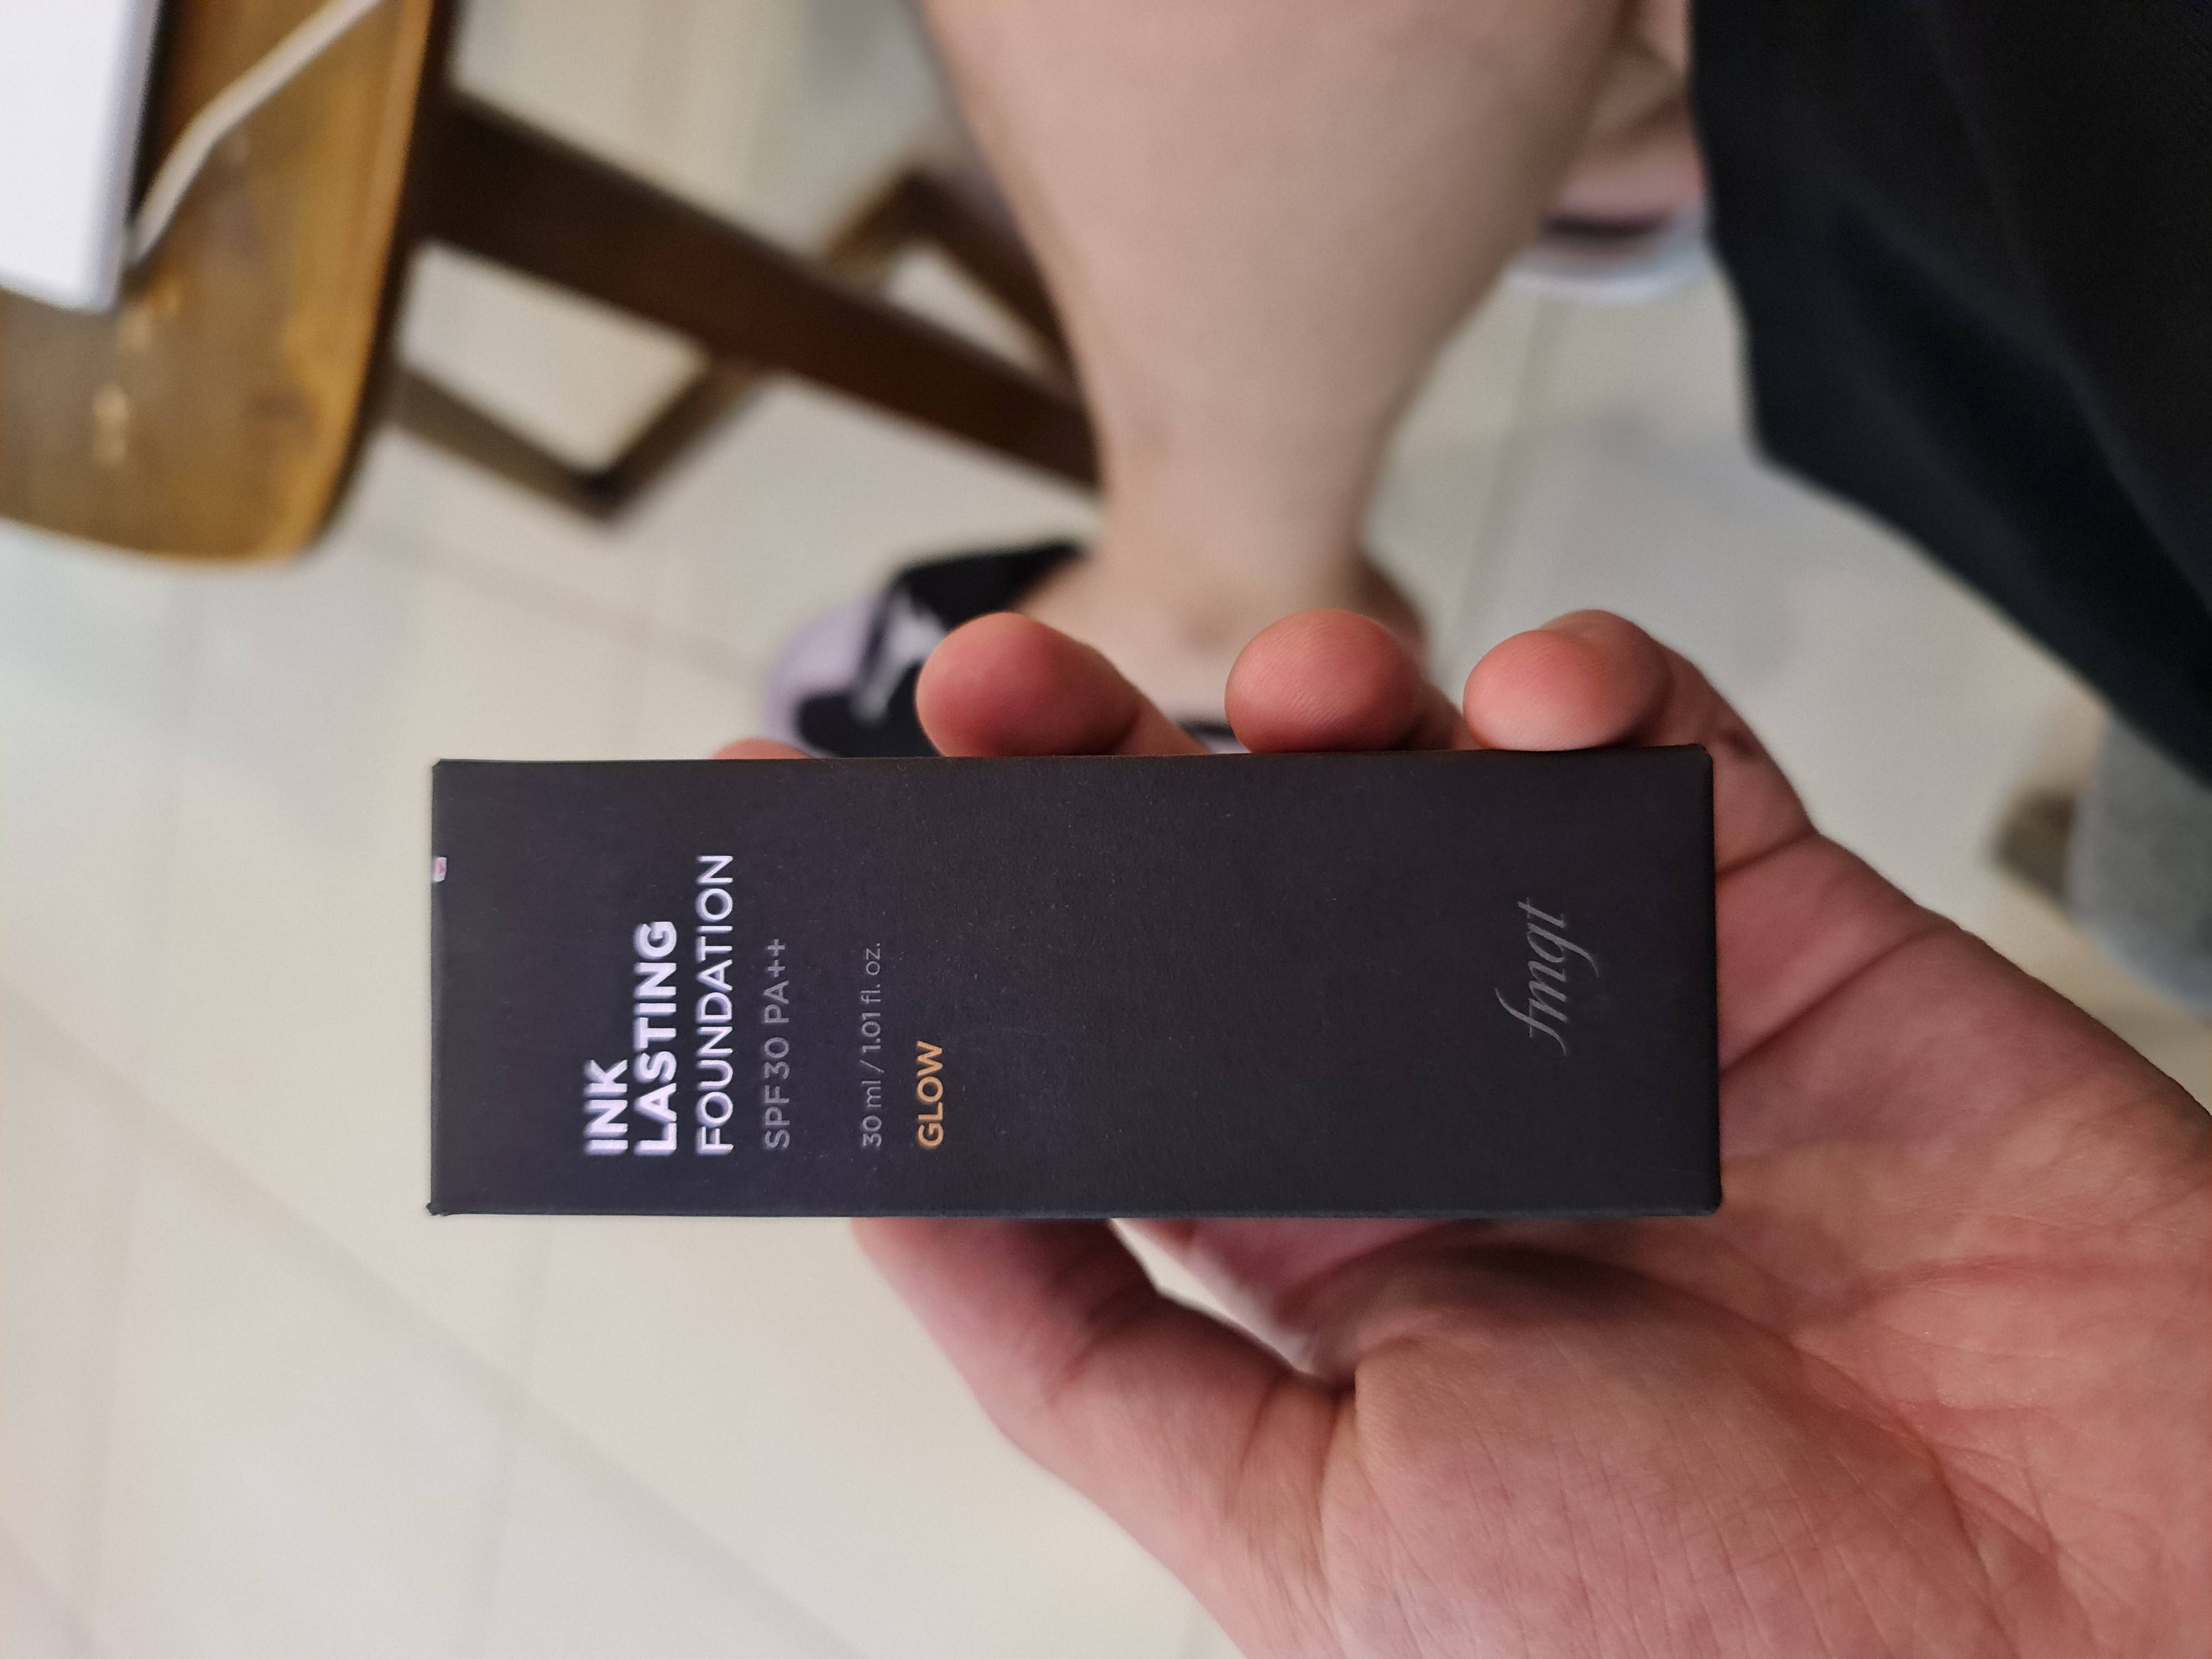 INK
LASTING
FOUNDATION
SPF30 PA++
30 ml / 1.01 fl. oz.
GLOW
fmgt